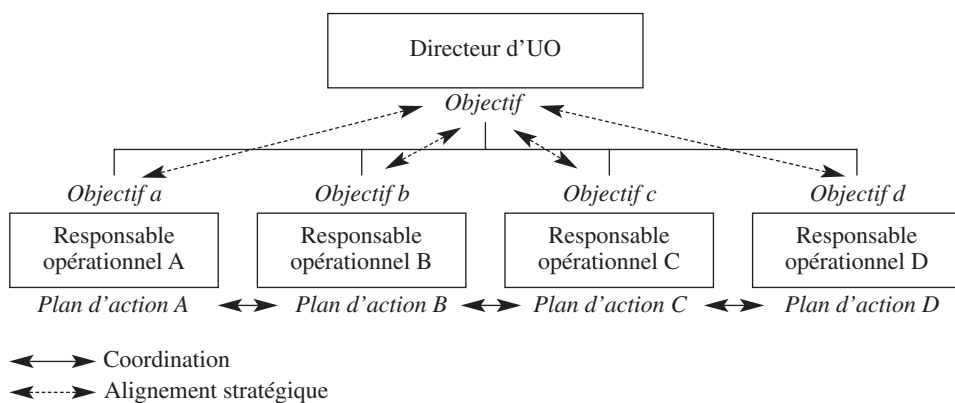 Directeur d’UO
Objectif
Objectif a Objectif b Objectif c Objectif d
Responsable opérationnel A
Responsable opérationnel B
Responsable opérationnel C
Responsable opérationnel D
Plan d’action A Plan d’action B Plan d’action C Plan d’action D
Coordination
Alignement stratégique